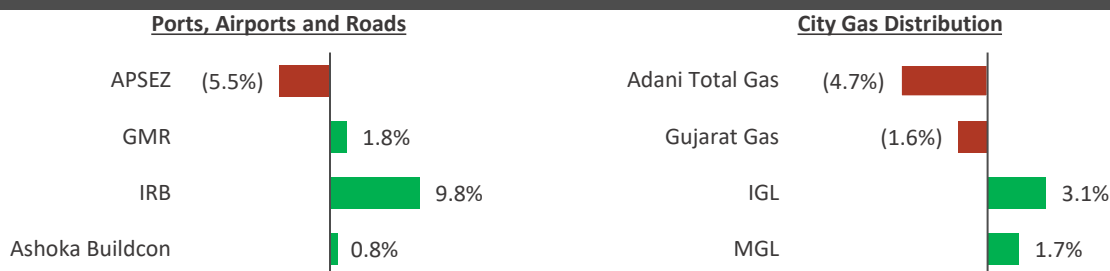 Ports, Airports and Roads
APSEZ (5.5%)
GMR 1.8%
IRB 9.8%
Ashoka Buildcon 0.8%
City Gas Distribution
Adani Total Gas (4.7%)
Gujarat Gas (1.6%)
IGL 3.1%
MGL 1.7%